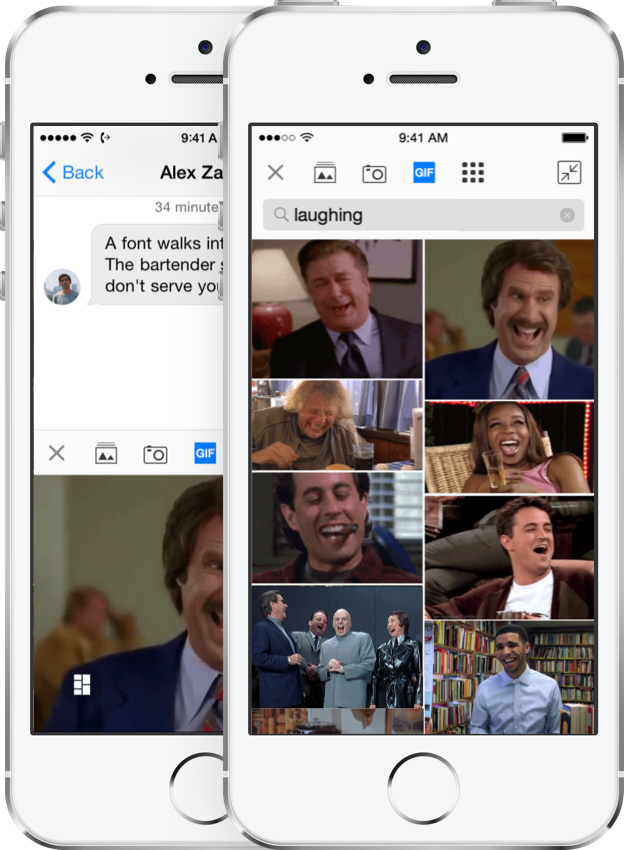 9:41 A
Back
Alex Za
34 minute
A font walks int
The bartender s
don't serve you
GIF
9:41 AM
GIF
laughing